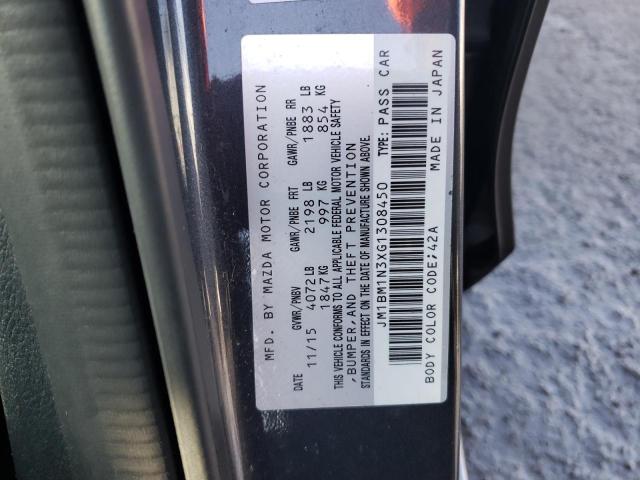 MFD. BY MAZDA MOTOR CORPORATION
DATE GVWR/PNBV GAWR/PNBE FRT GAWR/PNBE RR
11/15 4072 LB 2198 LB 1883 LB
1847 KG 997 KG 854 KG
THIS VEHICLE CONFORMS TO ALL APPLICABLE FEDERAL MOTOR VEHICLE SAFETY
,BUMPER,AND THEFT PREVENTION
STANDARDS IN EFFECT ON THE DATE OF MANUFACTURE SHOWN ABOVE.
JM1BM1N3XG1308450 TYPE: PASS CAR
BODY COLOR CODE:42A MADE IN JAPAN